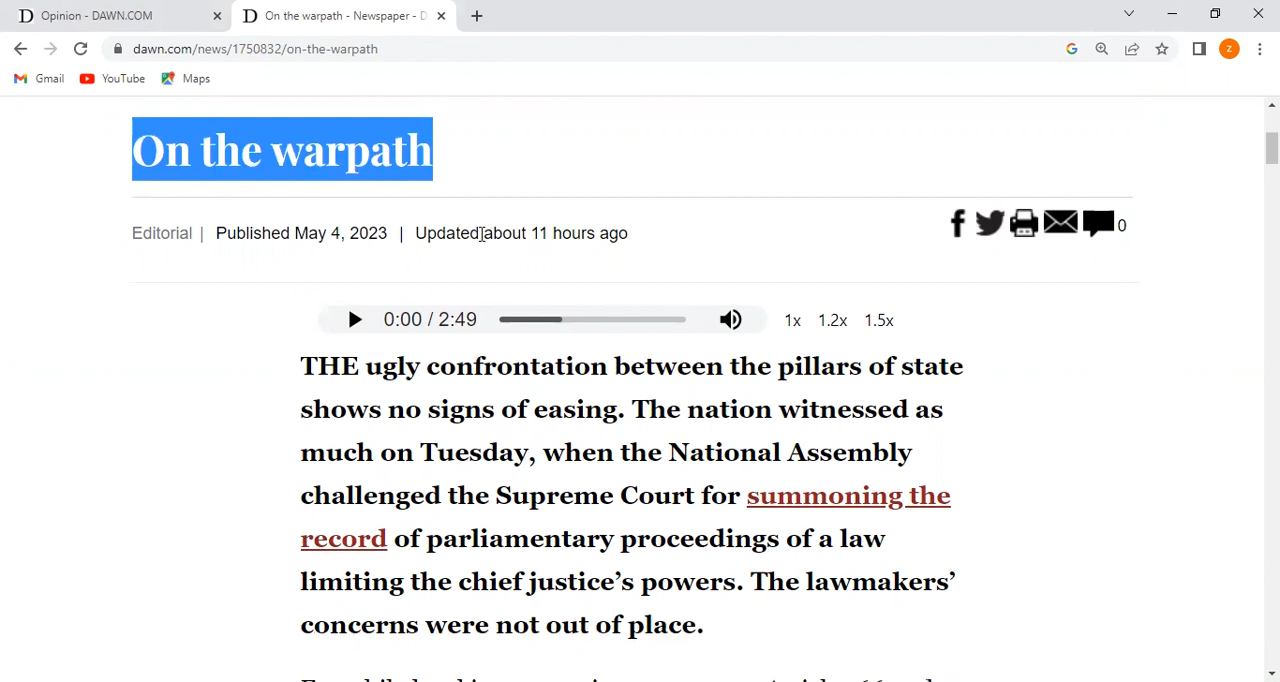 Opinion - DAWN.COM
On the warpath - Newspaper - D
dawn.com/news/1750832/on-the-warpath
Z
Gmail YouTube Maps
On the warpath
Editorial | Published May 4, 2023 | Updated about 11 hours ago
0
0:00 / 2:49 1x 1.2x 1.5x
THE ugly confrontation between the pillars of state
shows no signs of easing. The nation witnessed as
much on Tuesday, when the National Assembly
challenged the Supreme Court for summoning the
record of parliamentary proceedings of a law
limiting the chief justice’s powers. The lawmakers’
concerns were not out of place.